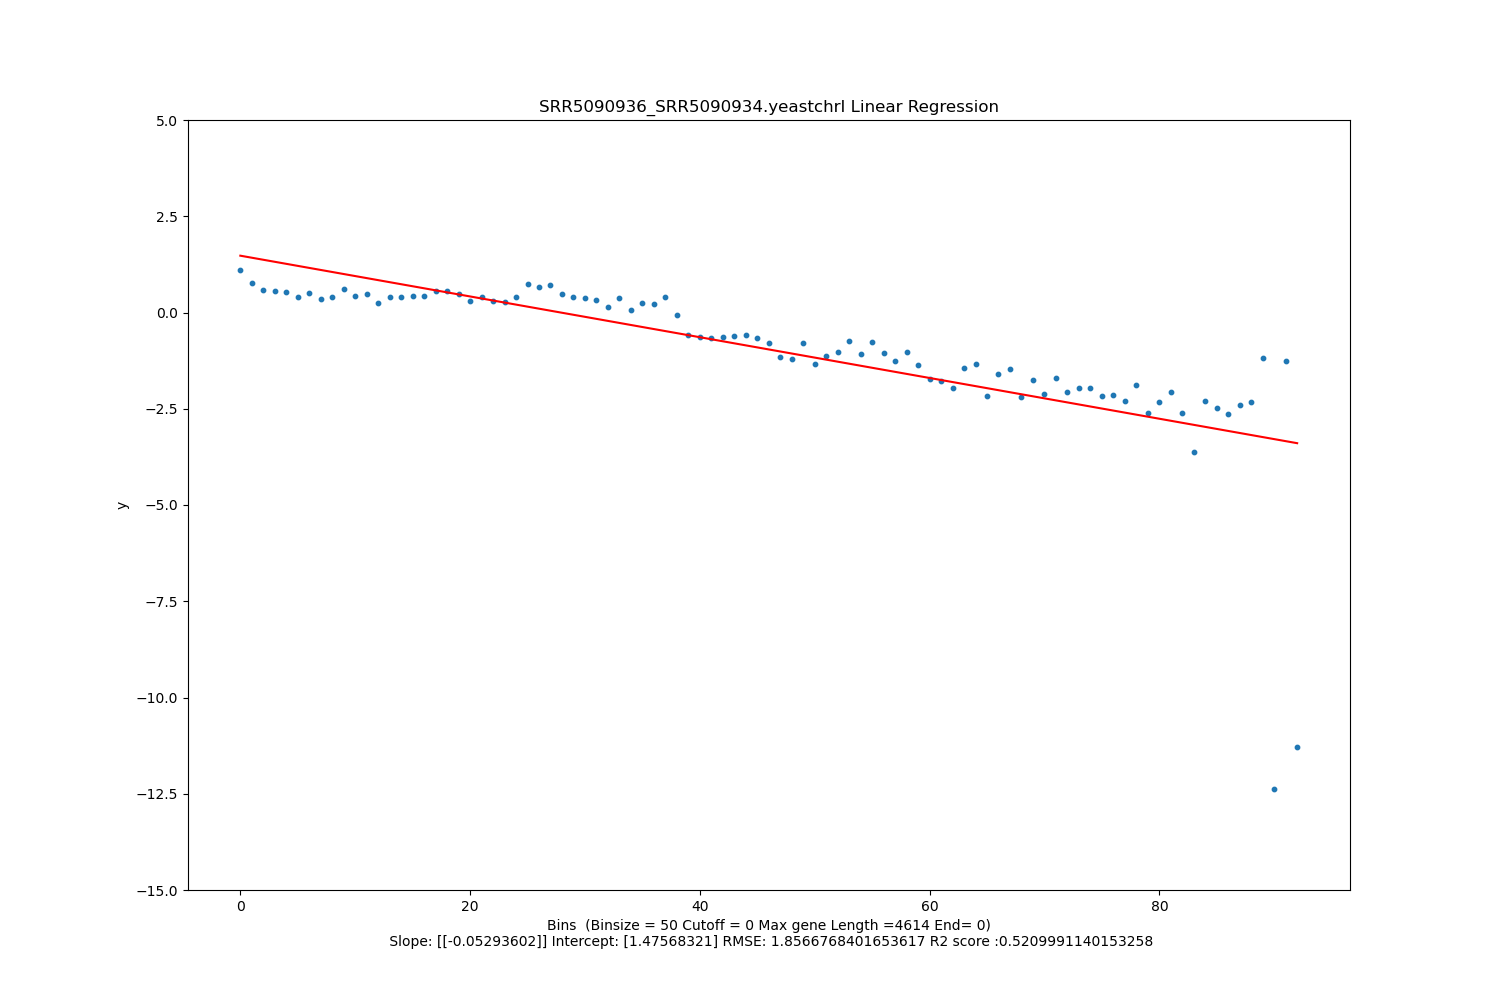 SRR5090936_SRR5090934.yeastchrI Linear Regression
5.0
2.5
0.0
−2.5
−5.0
−7.5
−10.0
−12.5
−15.0
y
0 20 40 60 80
Bins  (Binsize = 50 Cutoff = 0 Max gene Length =4614 End= 0)
Slope: [[-0.05293602]] Intercept: [1.47568321] RMSE: 1.8566768401653617 R2 score :0.5209991140153258